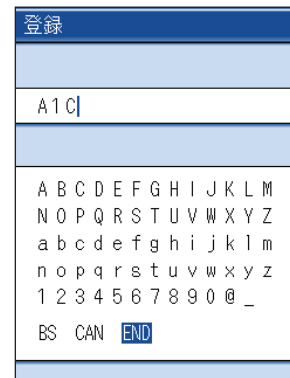 登録
A1C
A B C D E F G H I J K L M
N O P Q R S T U V W X Y Z
a b c d e f g h i j k l m
n o p q r s t u v w x y z
1 2 3 4 5 6 7 8 9 0 @ _
BS CAN END